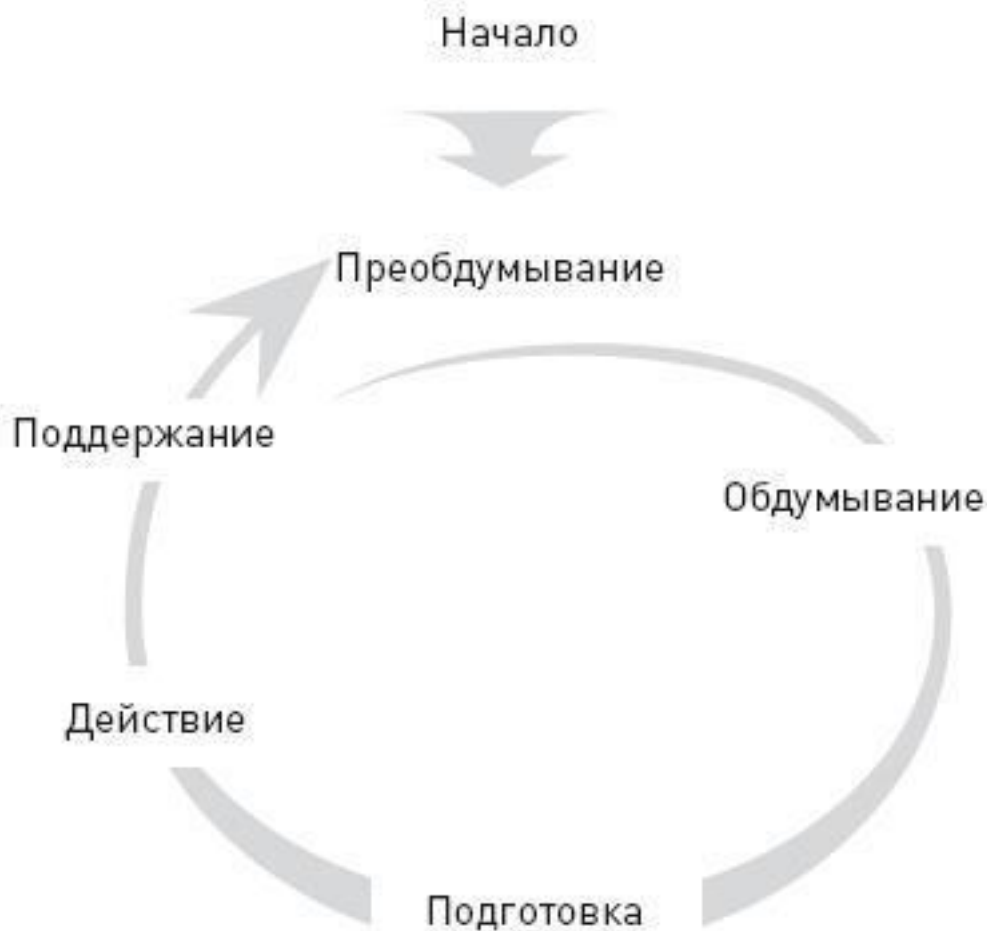 Начало
Преобдумывание
Обдумывание
Подготовка
Действие
Поддержание